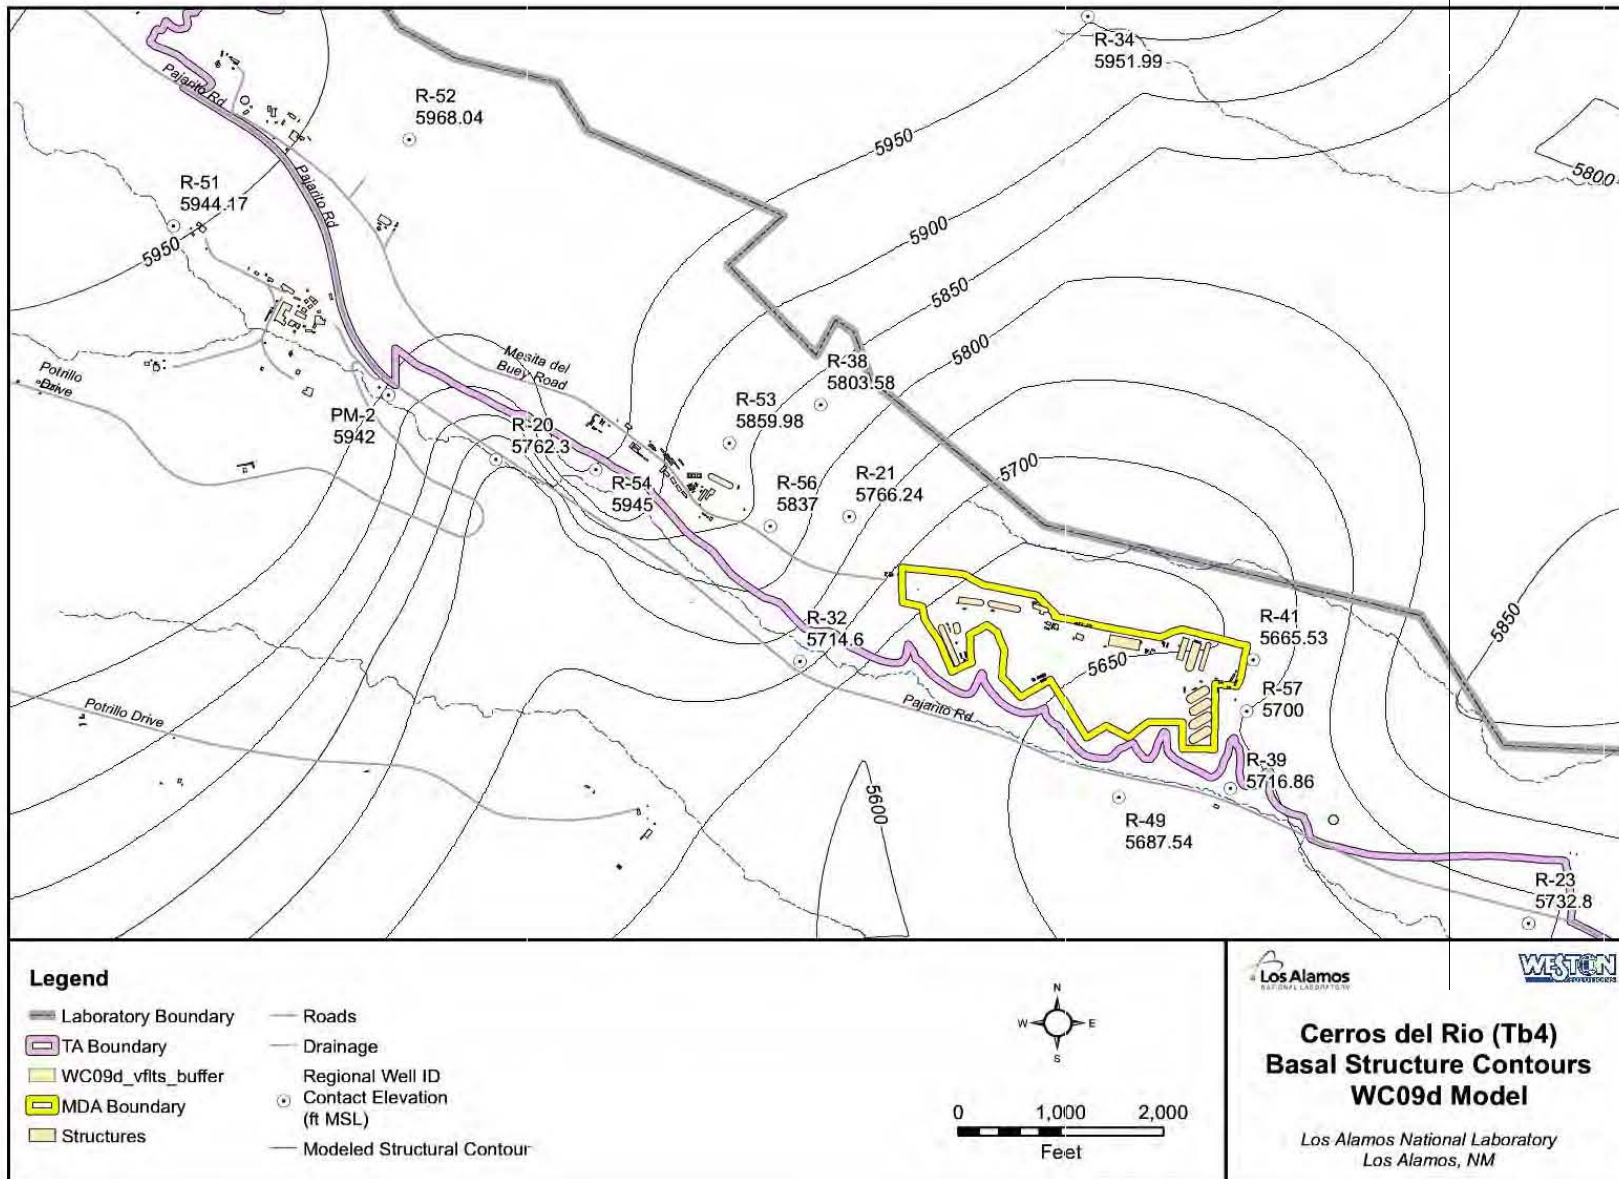 R-34
5951.99
Pajarito Rd
R-52
5968.04
5950
5800
R-51
5944.17
Pajarito Rd
5950
5900
5850
Mesita del
Buey Road
R-38
5803.58
5800
Potrillo
Drive
PM-2
5942
R-20
5762.3
R-53
5859.98
R-54
5945
R-56
5837
R-21
5766.24
5700
R-32
5714.6
R-41
5665.53
5850
5650
R-57
5700
Potrillo Drive
Pajarito Rd
R-39
5716.86
5600
R-49
5687.54
R-23
5732.8
Legend
Laboratory Boundary
TA Boundary
WC09d_vflts_buffer
MDA Boundary
Structures
Roads
Drainage
Regional Well ID
Contact Elevation
(ft MSL)
Modeled Structural Contour
N
W E
S
0 1,000 2,000
Feet
Los Alamos
NATIONAL LABORATORY
WESTON
SOLUTIONS
Cerros del Rio (Tb4)
Basal Structure Contours
WC09d Model
Los Alamos National Laboratory
Los Alamos, NM